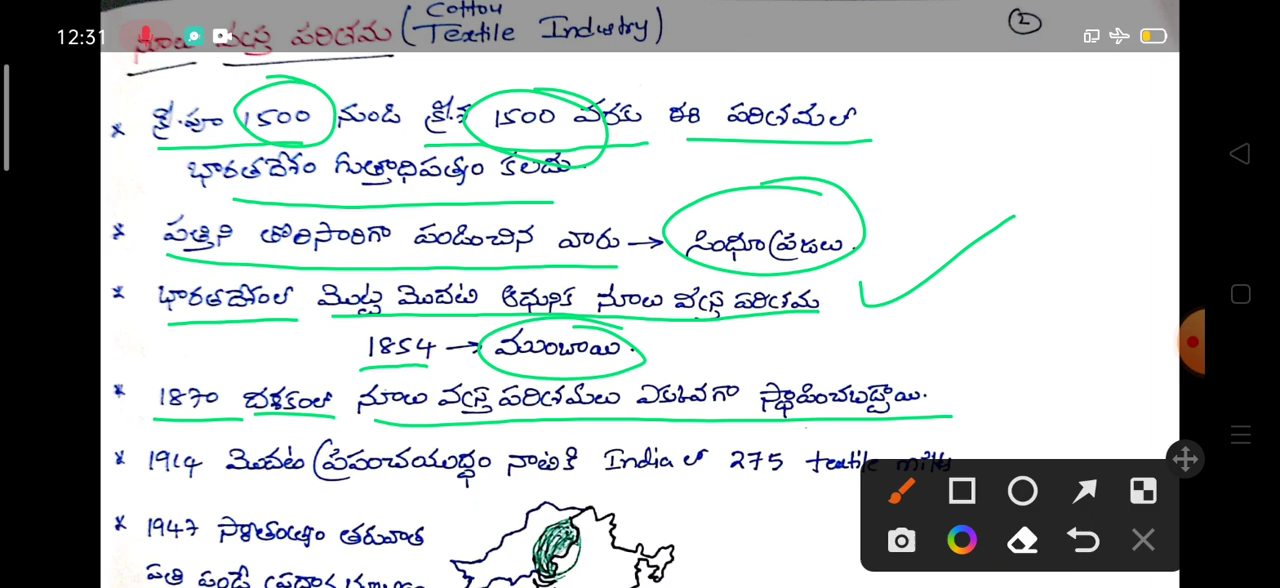 12:31
నూలు వస్త్ర పరిశ్రమ (Cotton Textile Industry)
2
* క్రీ.పూ 1500 నుండి క్రీ.శ 1500 వరకు ఈ పరిశ్రమలో
భారతదేశం గుత్తాధిపత్యం కలదు.
* పత్తిని తొలిసారిగా పండించిన వారు → సింధూప్రజలు.
* భారతదేశంలో మొట్ట మొదటి ఆధునిక నూలు వస్త్ర పరిశ్రమ
1854 → ముంబాయి.
* 1870 దశకంలో నూలు వస్త్ర పరిశ్రమలు ఎక్కువగా స్థాపించబడ్డాయి.
* 1914 మొదటి ప్రపంచయుద్ధం నాటికి India లో 275 textile mills
* 1947 స్వాతంత్ర్యం తరువాత
పత్తి పండే